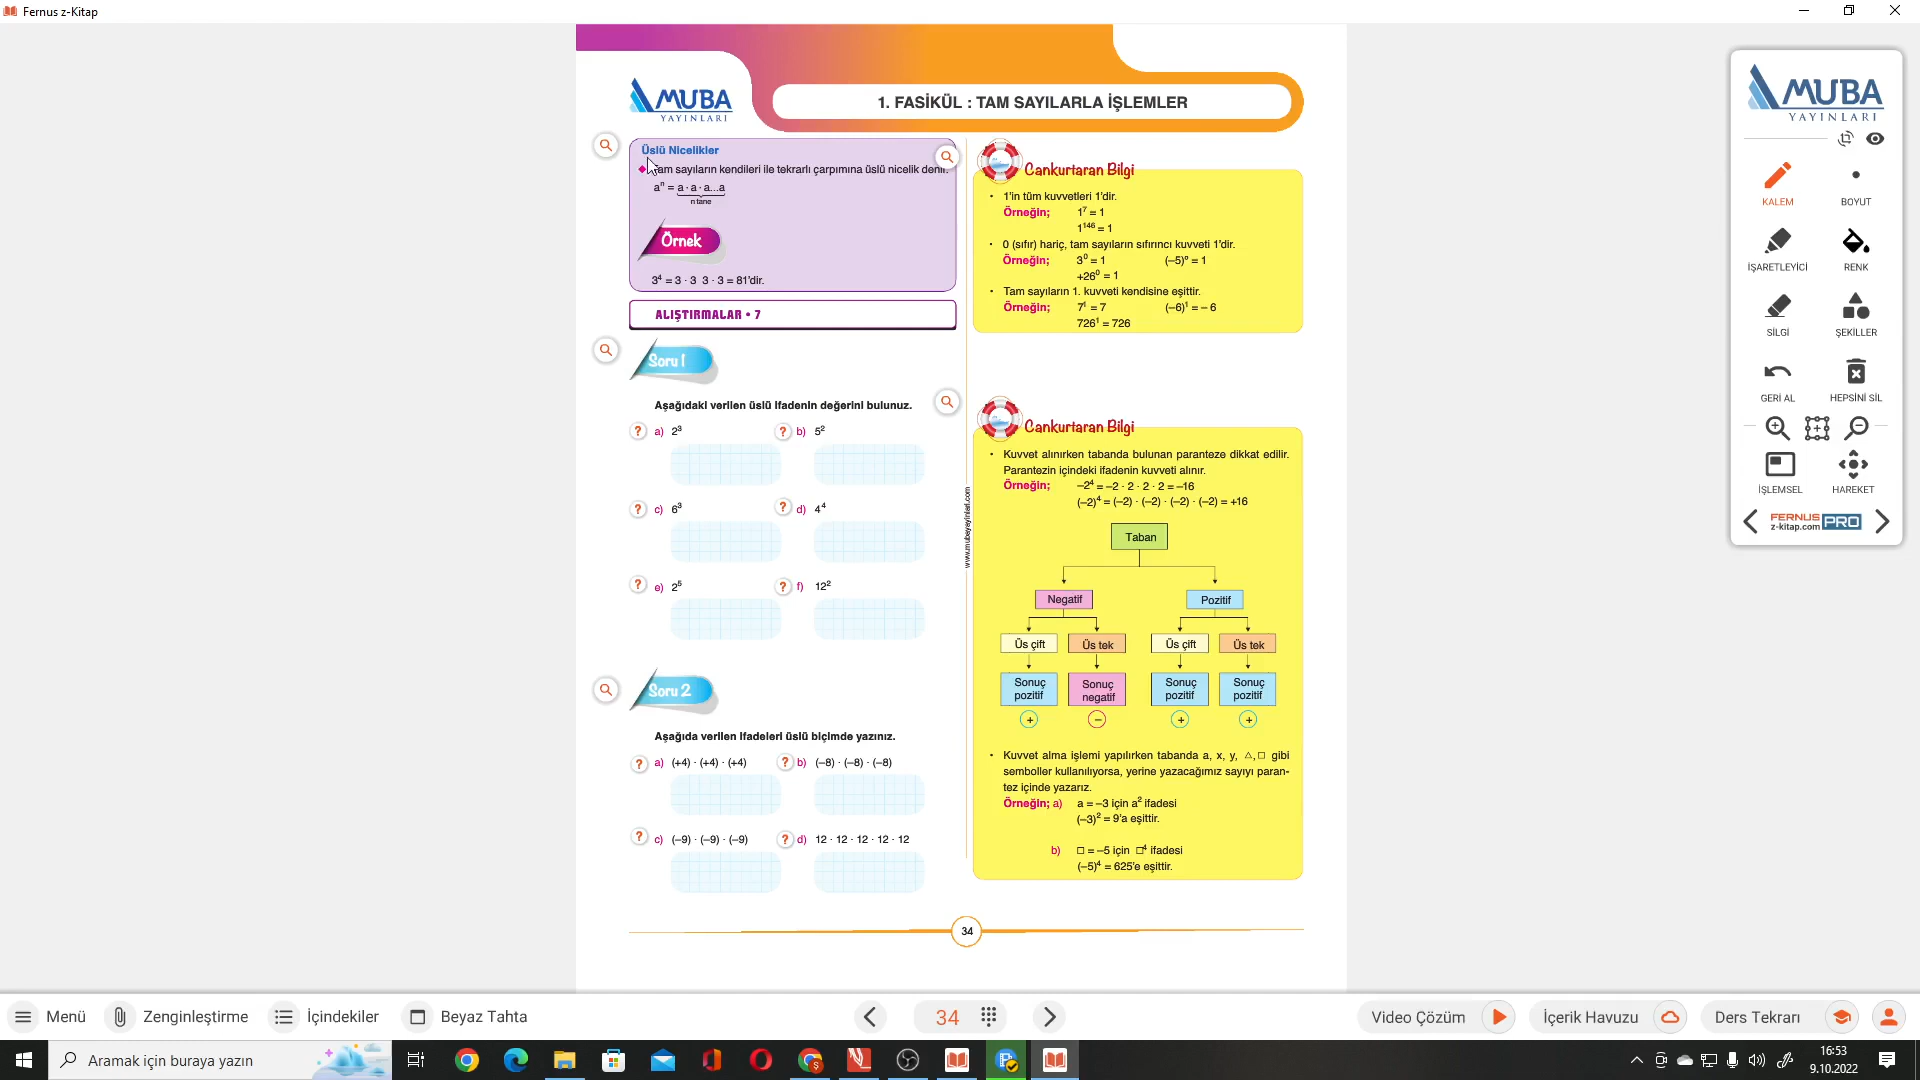 Fernus z-Kitap
MUBA
YAYINLARI
1. FASİKÜL : TAM SAYILARLA İŞLEMLER
Üslü Nicelikler
Tam sayıların kendileri ile tekrarlı çarpımına üslü nicelik denir.
aⁿ = a · a · a...a
n tane
Örnek
3⁴ = 3 · 3 3 · 3 = 81'dir.
ALIŞTIRMALAR • 7
Soru 1
Aşağıdaki verilen üslü ifadenin değerini bulunuz.
? a) 2³ ? b) 5²
? c) 6³ ? d) 4⁴
? e) 2⁵ ? f) 12²
Soru 2
Aşağıda verilen ifadeleri üslü biçimde yazınız.
? a) (+4) · (+4) · (+4) ? b) (–8) · (–8) · (–8)
? c) (–9) · (–9) · (–9) ? d) 12 · 12 · 12 · 12 · 12
www.mubayayinlari.com
Cankurtaran Bilgi
• 1'in tüm kuvvetleri 1'dir.
Örneğin; 1⁷ = 1
1¹⁴⁶ = 1
• 0 (sıfır) hariç, tam sayıların sıfırıncı kuvveti 1'dir.
Örneğin; 3⁰ = 1 (–5)⁰ = 1
+26⁰ = 1
• Tam sayıların 1. kuvveti kendisine eşittir.
Örneğin; 7¹ = 7 (–6)¹ = – 6
726¹ = 726
Cankurtaran Bilgi
• Kuvvet alınırken tabanda bulunan paranteze dikkat edilir.
Parantezin içindeki ifadenin kuvveti alınır.
Örneğin; –2⁴ = –2 · 2 · 2 · 2 = –16
(–2)⁴ = (–2) · (–2) · (–2) · (–2) = +16
Taban
Negatif Pozitif
Üs çift Üs tek Üs çift Üs tek
Sonuç Sonuç Sonuç Sonuç
pozitif negatif pozitif pozitif
+ – + +
• Kuvvet alma işlemi yapılırken tabanda a, x, y, △, □ gibi
semboller kullanılıyorsa, yerine yazacağımız sayıyı paran-
tez içinde yazarız.
Örneğin; a) a = –3 için a² ifadesi
(–3)² = 9'a eşittir.
b) □ = –5 için □⁴ ifadesi
(–5)⁴ = 625'e eşittir.
34
MUBA
YAYINLARI
KALEM BOYUT
İŞARETLEYİCİ RENK
SİLGİ ŞEKİLLER
GERİ AL HEPSİNİ SİL
İŞLEMSEL HAREKET
FERNUS
z-kitap.com PRO
Menü Zenginleştirme İçindekiler Beyaz Tahta 34 Video Çözüm İçerik Havuzu Ders Tekrarı
Aramak için buraya yazın
16:53
9.10.2022